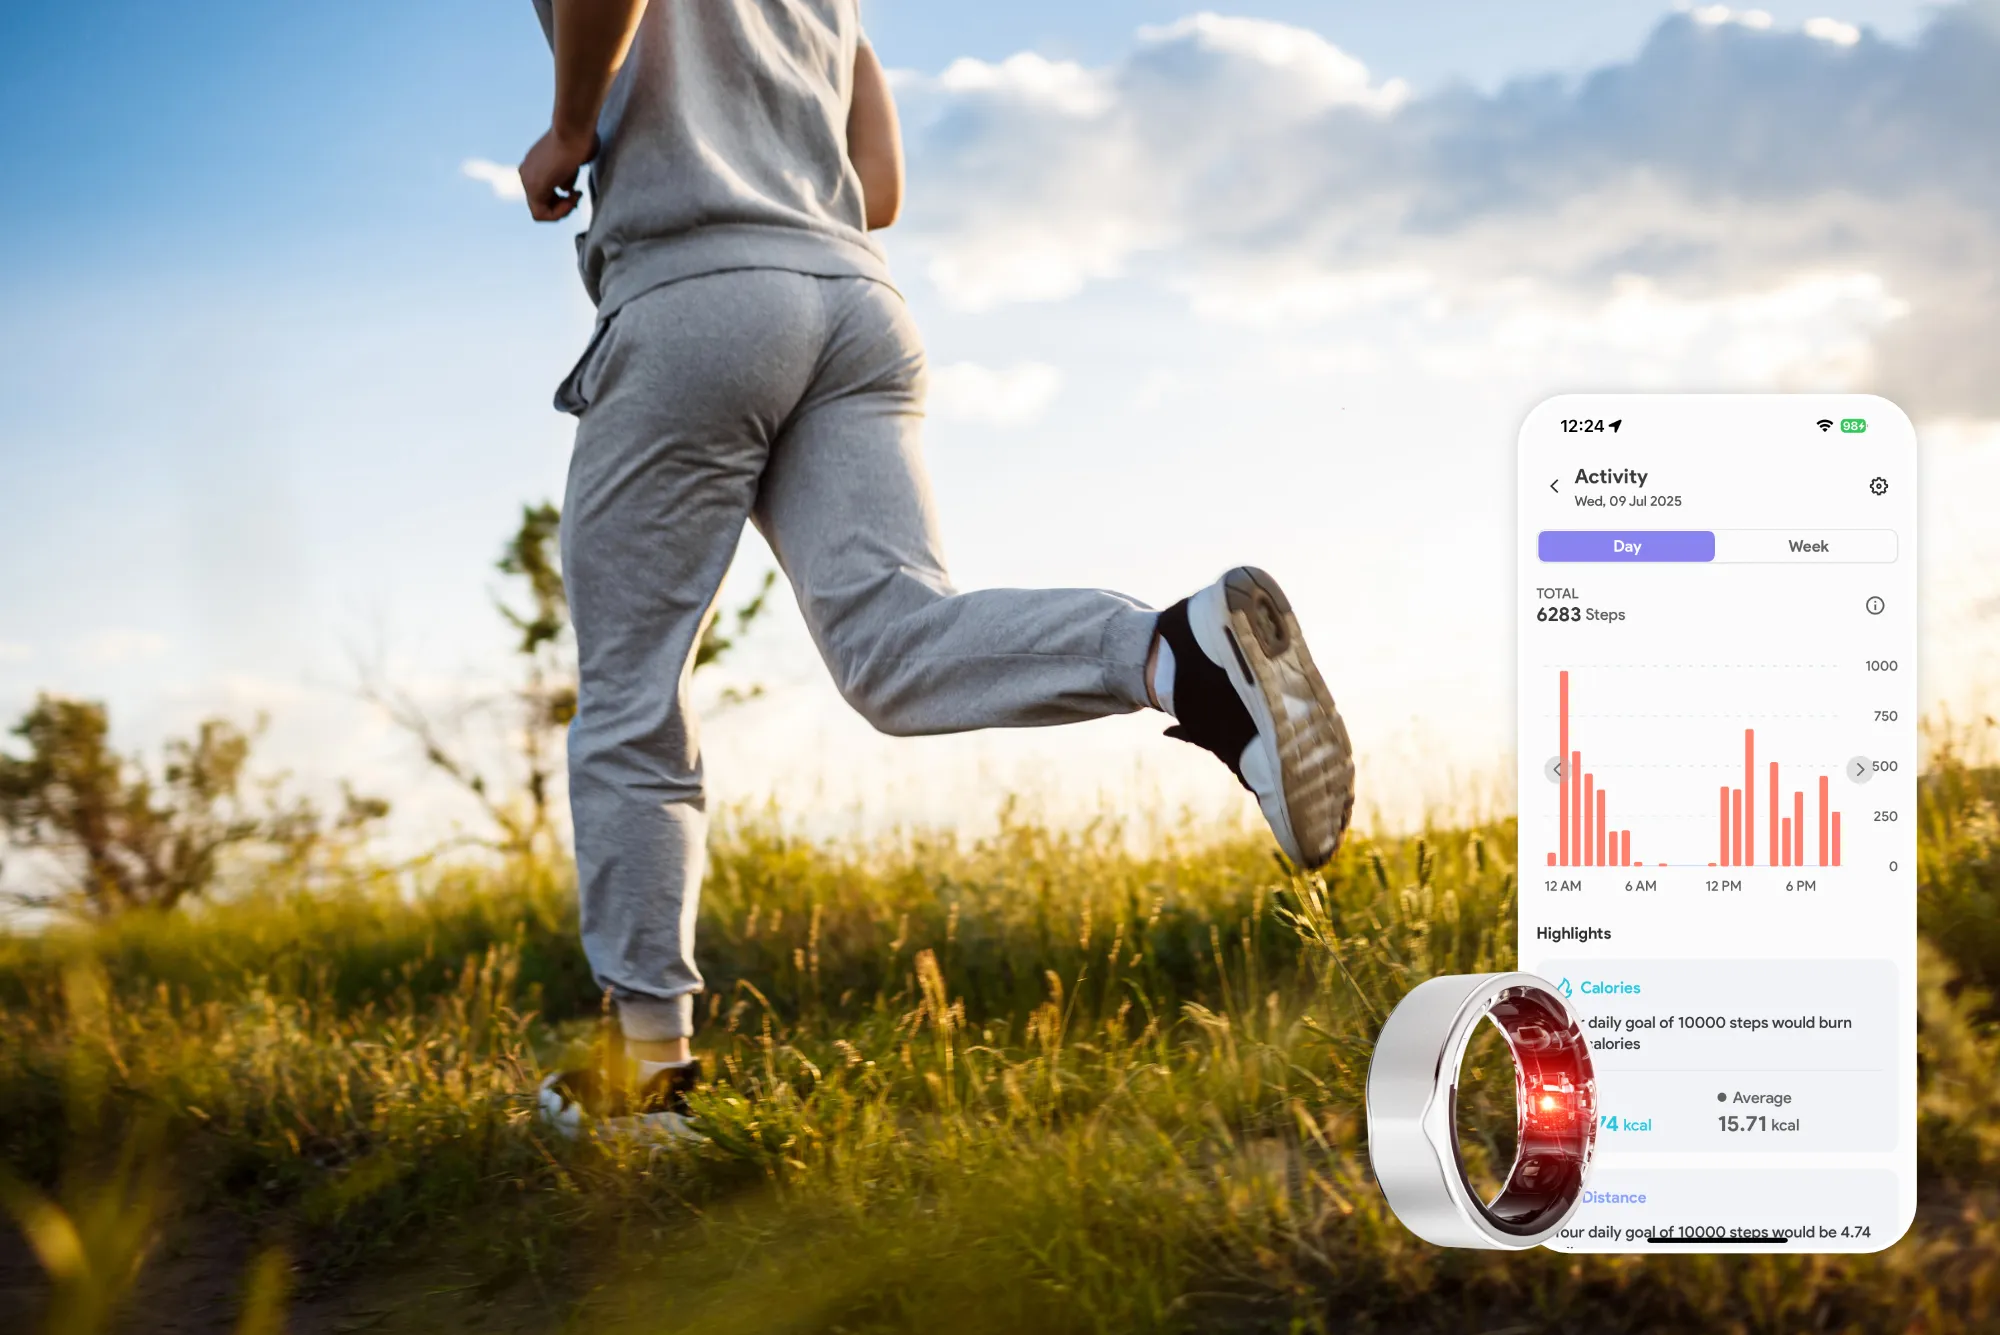 12:24
98
Activity
Wed, 09 Jul 2025
Day Week
TOTAL
6283 Steps
1000
750
500
250
0
12 AM 6 AM 12 PM 6 PM
Highlights
Calories
daily goal of 10000 steps would burn
calories
Average
kcal 15.71 kcal
Distance
Your daily goal of 10000 steps would be 4.74